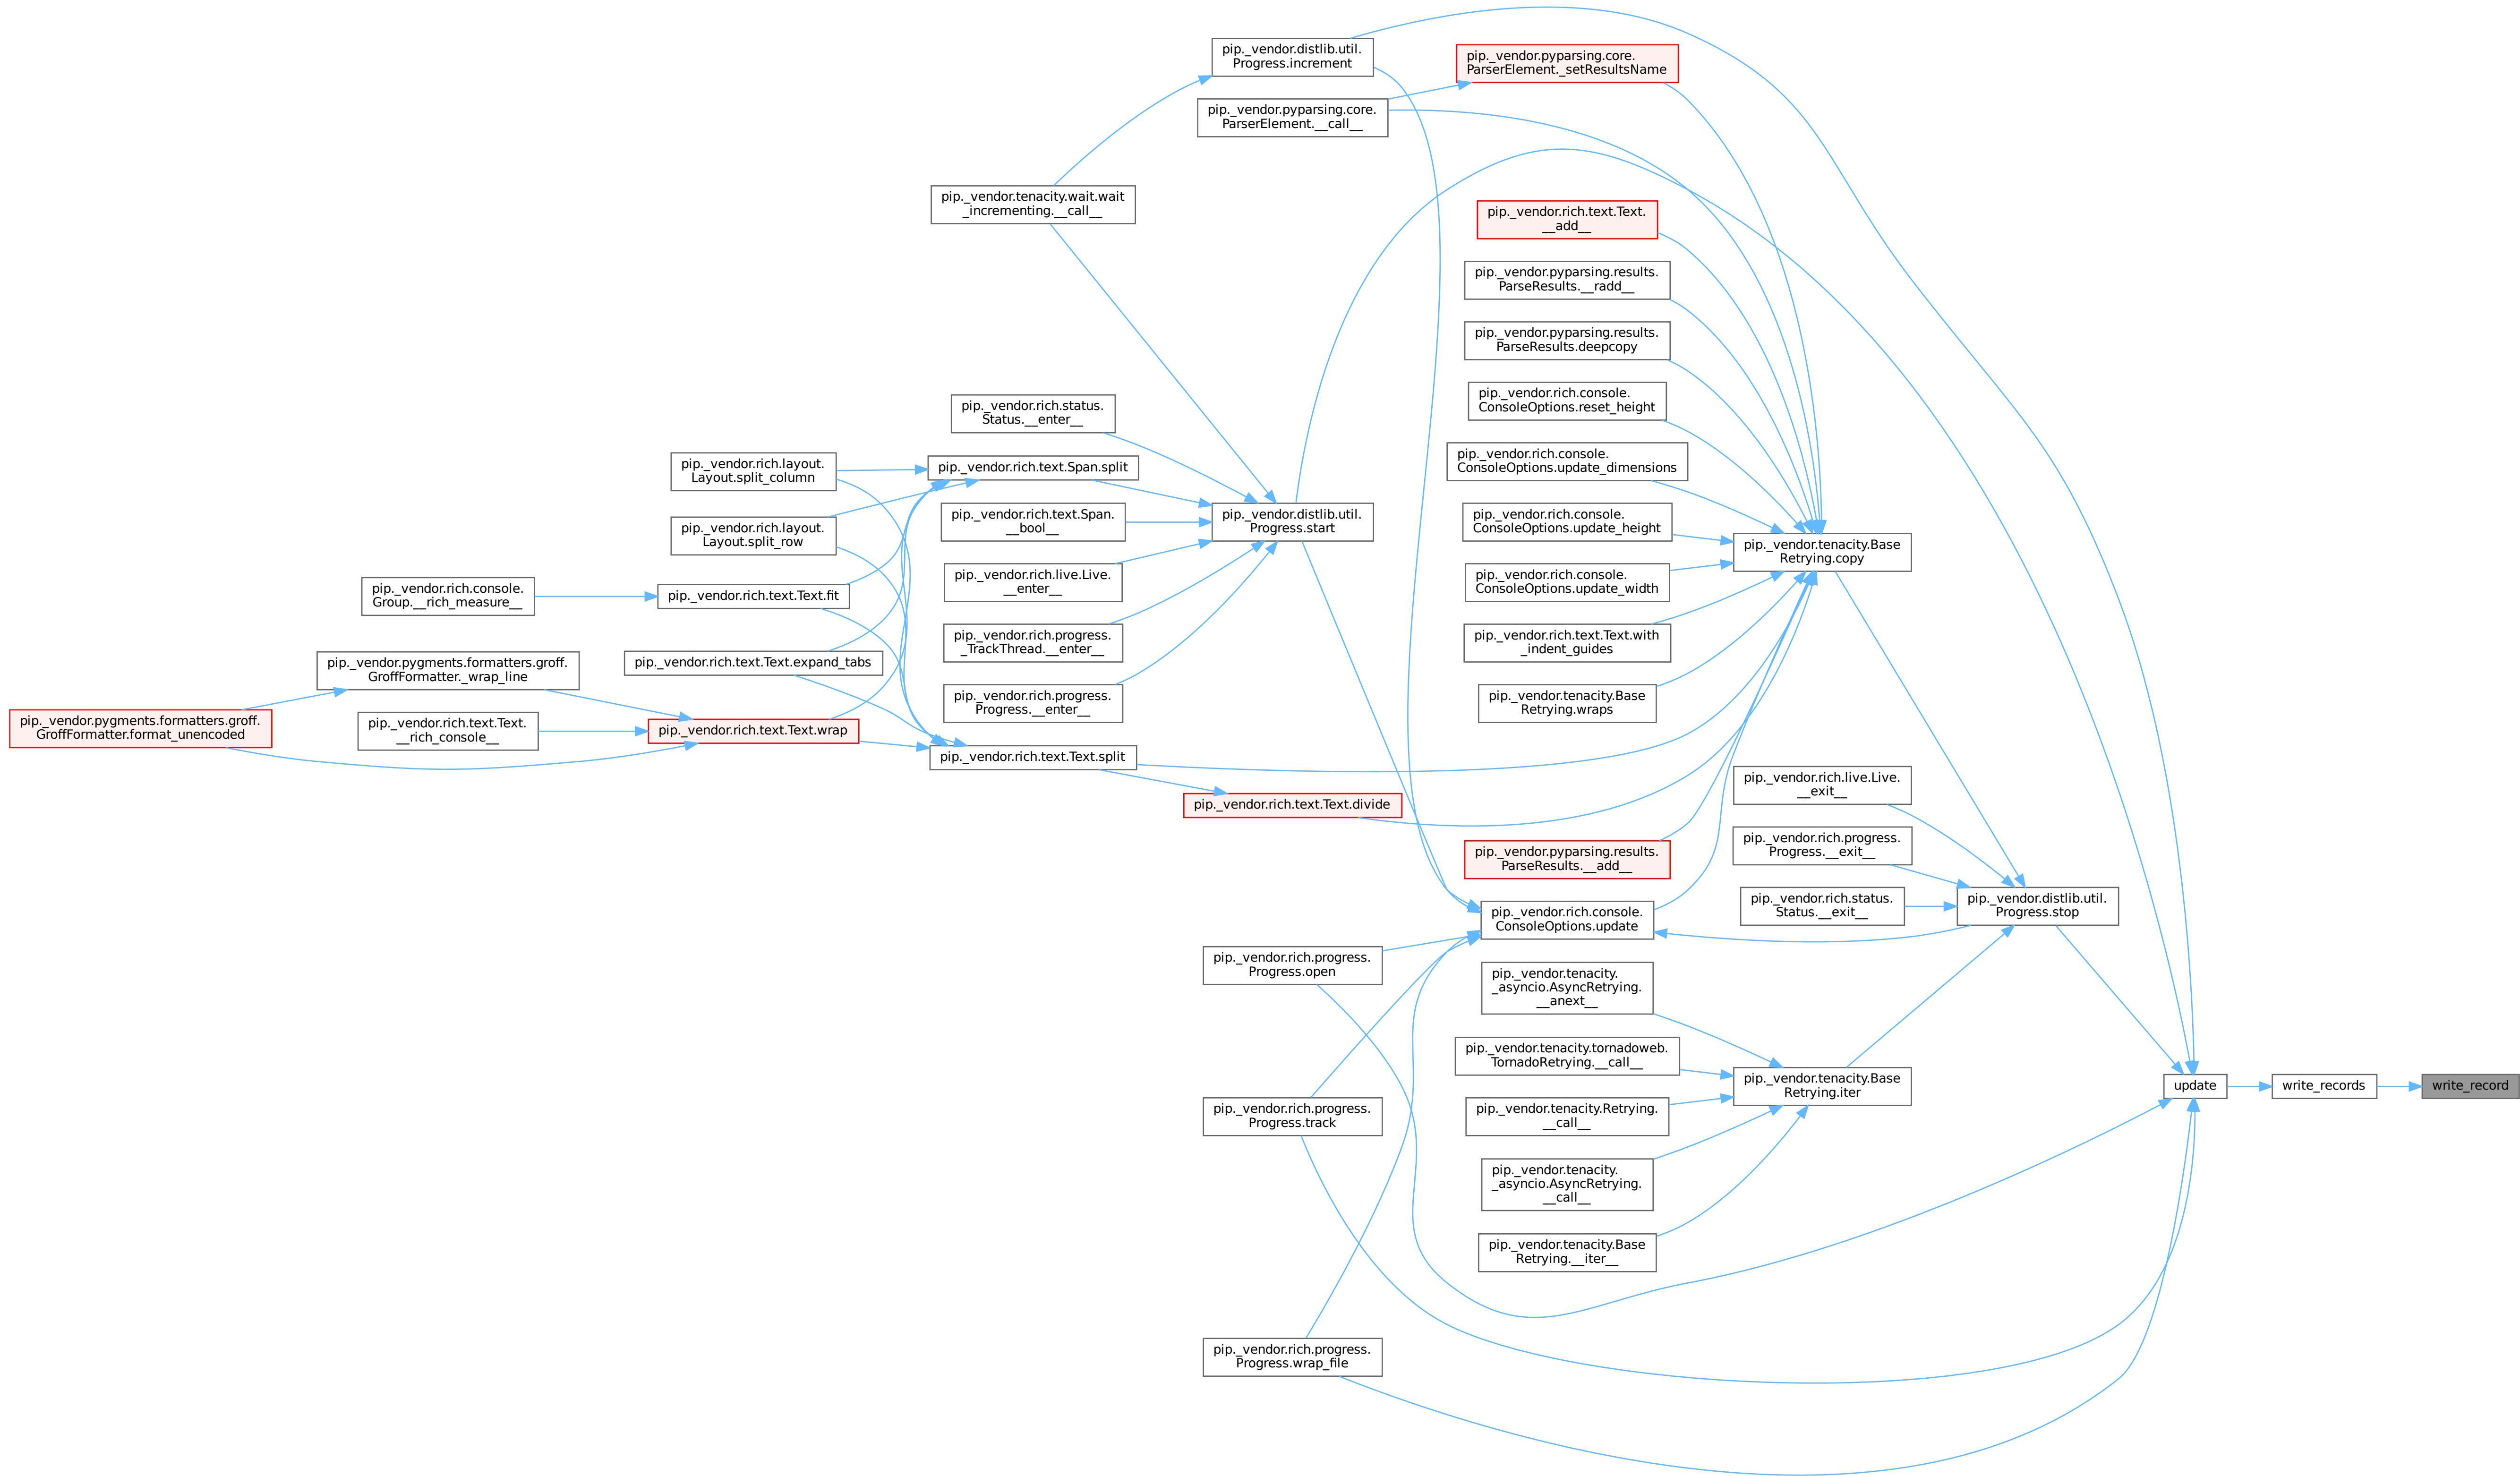 pip._vendor.distlib.util.
Progress.increment
pip._vendor.pyparsing.core.
ParserElement._setResultsName
pip._vendor.pyparsing.core.
ParserElement.__call__
pip._vendor.tenacity.wait.wait
_incrementing.__call__
pip._vendor.rich.text.Text.
__add__
pip._vendor.pyparsing.results.
ParseResults.__radd__
pip._vendor.pyparsing.results.
ParseResults.deepcopy
pip._vendor.rich.console.
ConsoleOptions.reset_height
pip._vendor.rich.status.
Status.__enter__
pip._vendor.rich.console.
ConsoleOptions.update_dimensions
pip._vendor.rich.layout.
Layout.split_column
pip._vendor.rich.text.Span.split
pip._vendor.rich.text.Span.
__bool__
pip._vendor.distlib.util.
Progress.start
pip._vendor.rich.console.
ConsoleOptions.update_height
pip._vendor.rich.layout.
Layout.split_row
pip._vendor.tenacity.Base
Retrying.copy
pip._vendor.rich.live.Live.
__enter__
pip._vendor.rich.console.
ConsoleOptions.update_width
pip._vendor.rich.console.
Group.__rich_measure__
pip._vendor.rich.text.Text.fit
pip._vendor.rich.progress.
_TrackThread.__enter__
pip._vendor.rich.text.Text.with
_indent_guides
pip._vendor.pygments.formatters.groff.
GroffFormatter._wrap_line
pip._vendor.rich.text.Text.expand_tabs
pip._vendor.rich.progress.
Progress.__enter__
pip._vendor.tenacity.Base
Retrying.wraps
pip._vendor.pygments.formatters.groff.
GroffFormatter.format_unencoded
pip._vendor.rich.text.Text.
__rich_console__
pip._vendor.rich.text.Text.wrap
pip._vendor.rich.text.Text.split
pip._vendor.rich.live.Live.
__exit__
pip._vendor.rich.text.Text.divide
pip._vendor.rich.progress.
Progress.__exit__
pip._vendor.pyparsing.results.
ParseResults.__add__
pip._vendor.rich.status.
Status.__exit__
pip._vendor.distlib.util.
Progress.stop
pip._vendor.rich.console.
ConsoleOptions.update
pip._vendor.rich.progress.
Progress.open
pip._vendor.tenacity.
_asyncio.AsyncRetrying.
__anext__
pip._vendor.tenacity.tornadoweb.
TornadoRetrying.__call__
pip._vendor.tenacity.Base
Retrying.iter
update
write_records
write_record
pip._vendor.rich.progress.
Progress.track
pip._vendor.tenacity.Retrying.
__call__
pip._vendor.tenacity.
_asyncio.AsyncRetrying.
__call__
pip._vendor.tenacity.Base
Retrying.__iter__
pip._vendor.rich.progress.
Progress.wrap_file